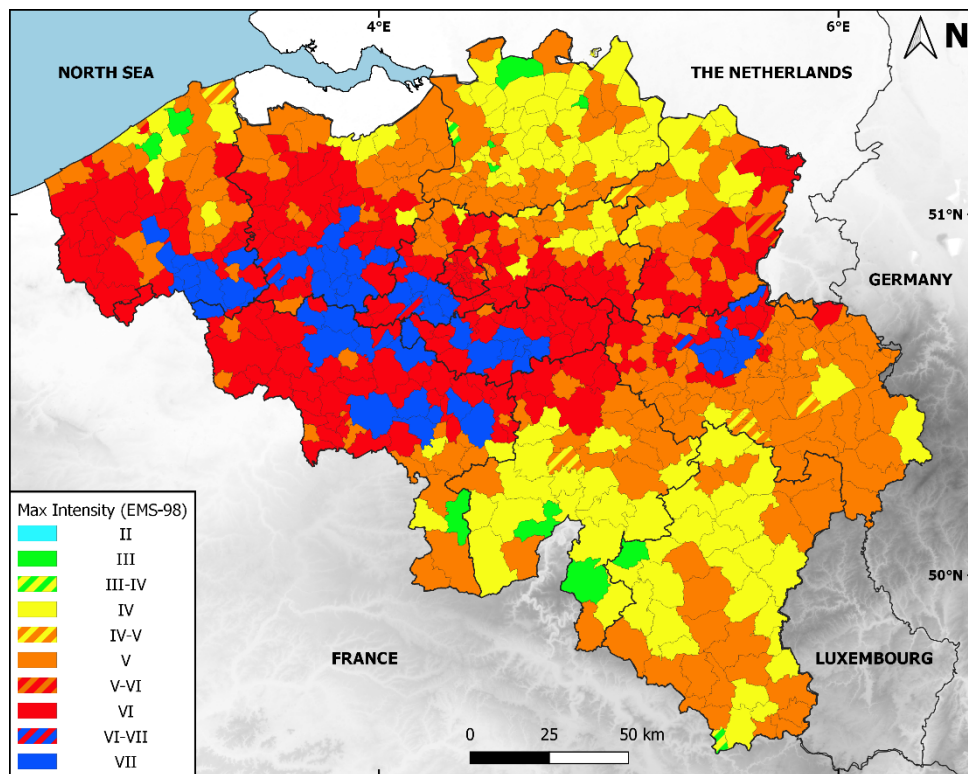 4°E
6°E
N
NORTH SEA
THE NETHERLANDS
51°N
GERMANY
Max Intensity (EMS-98)
II
III
III-IV
IV
IV-V
V
V-VI
VI
VI-VII
VII
50°N
FRANCE
LUXEMBOURG
0 25 50 km